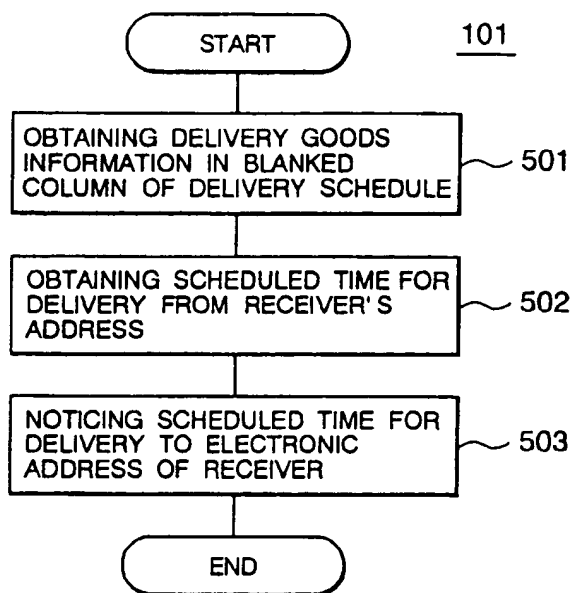 START
101
OBTAINING DELIVERY GOODS
INFORMATION IN BLANKED
COLUMN OF DELIVERY SCHEDULE
501
OBTAINING SCHEDULED TIME FOR
DELIVERY FROM RECEIVER'S
ADDRESS
502
NOTICING SCHEDULED TIME FOR
DELIVERY TO ELECTRONIC
ADDRESS OF RECEIVER
503
END